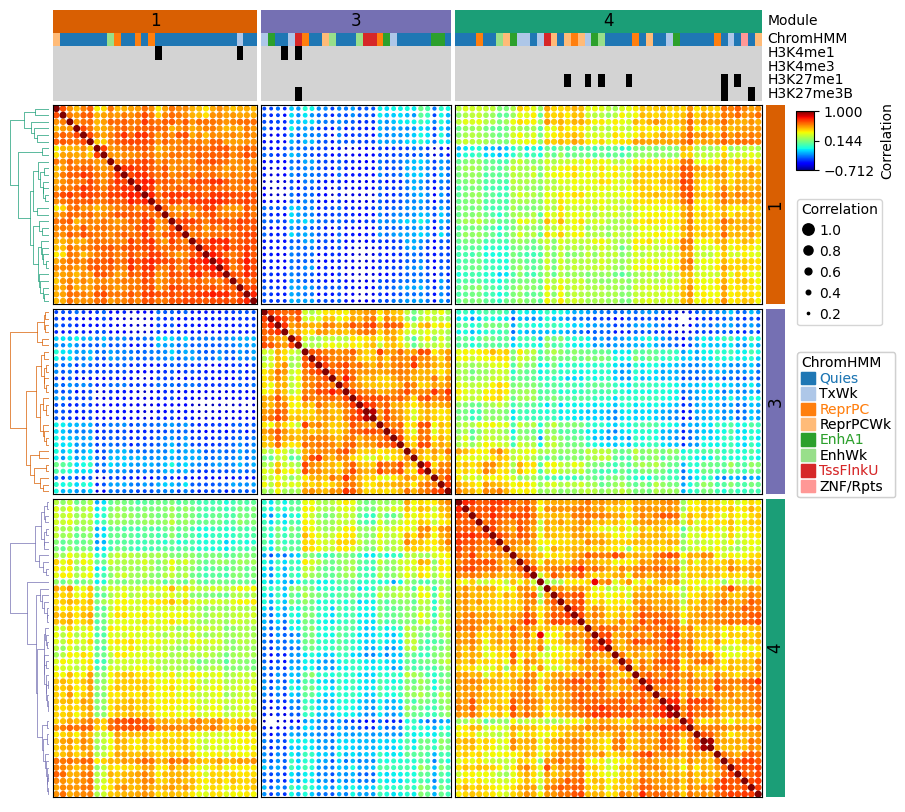 1 3 4 Module
ChromHMM
H3K4me1
H3K4me3
H3K27me1
H3K27me3B
1.000
0.144
−0.712
Correlation
1
Correlation
1.0
0.8
0.6
0.4
0.2
3
ChromHMM
Quies
TxWk
ReprPC
ReprPCWk
EnhA1
EnhWk
TssFlnkU
ZNF/Rpts
4